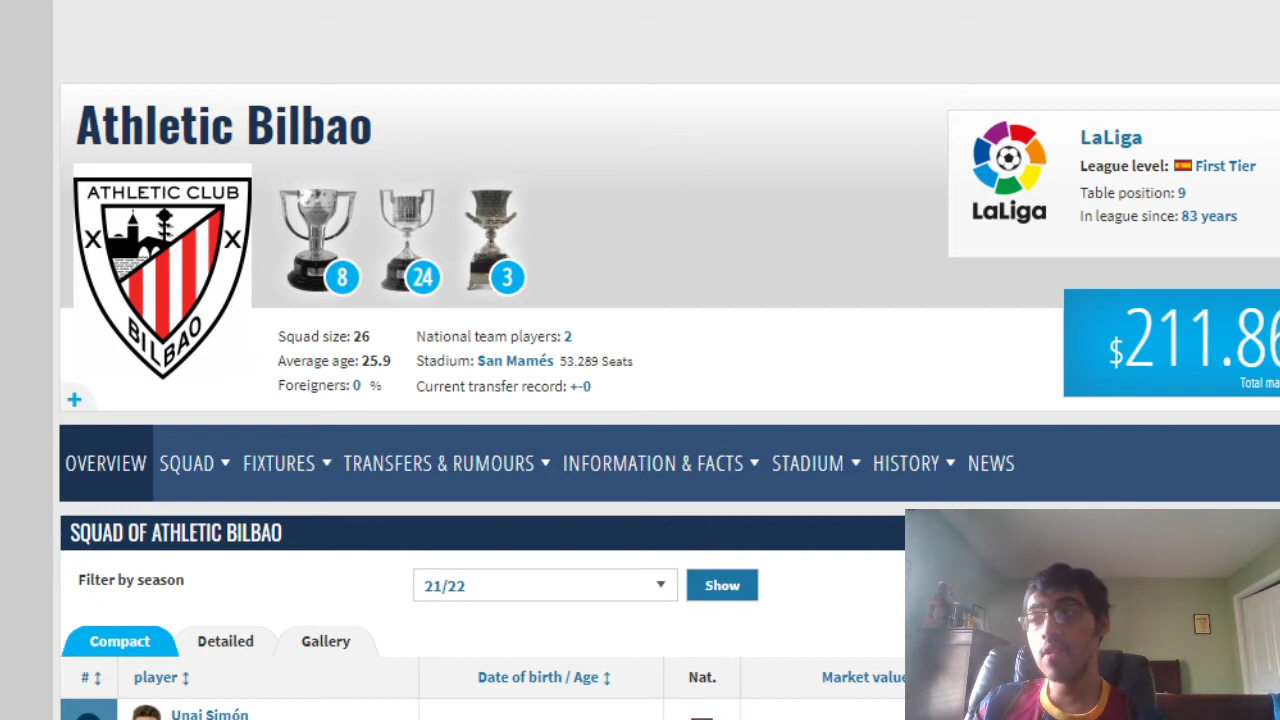 Athletic Bilbao
ATHLETIC CLUB
BILBAO
8
24
3
LaLiga
LaLiga
League level: First Tier
Table position: 9
In league since: 83 years
Squad size: 26
National team players: 2
Average age: 25.9
Stadium: San Mamés 53.289 Seats
Foreigners: 0 %
Current transfer record: +-0
$211.86
Total ma
+
OVERVIEW SQUAD FIXTURES TRANSFERS & RUMOURS INFORMATION & FACTS STADIUM HISTORY NEWS
SQUAD OF ATHLETIC BILBAO
Filter by season
21/22
Show
Compact
Detailed
Gallery
# player Date of birth / Age Nat. Market value
Unai Simón